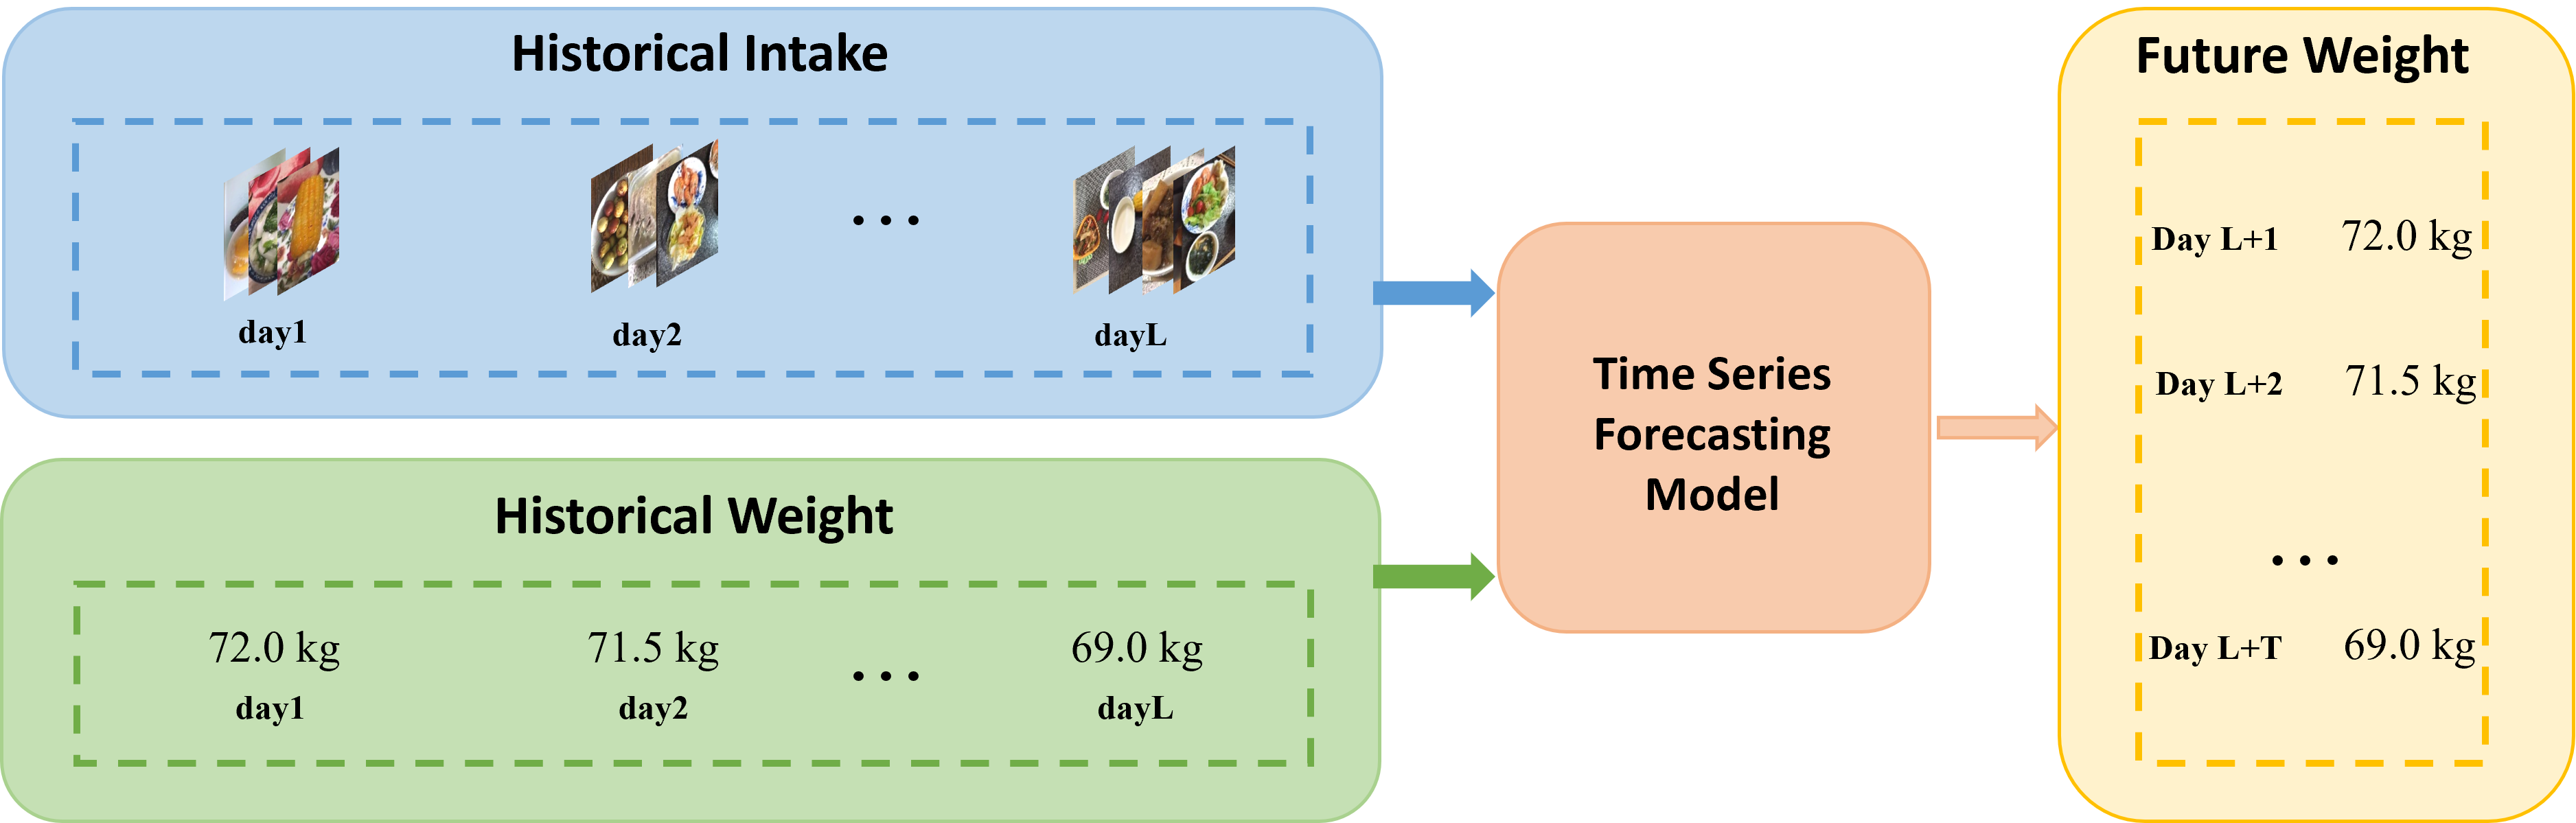 Historical Intake
day1
day2
...
dayL
Historical Weight
72.0 kg
71.5 kg
...
69.0 kg
day1
day2
dayL
Time Series
Forecasting
Model
Future Weight
Day L+1 72.0 kg
Day L+2 71.5 kg
...
Day L+T 69.0 kg